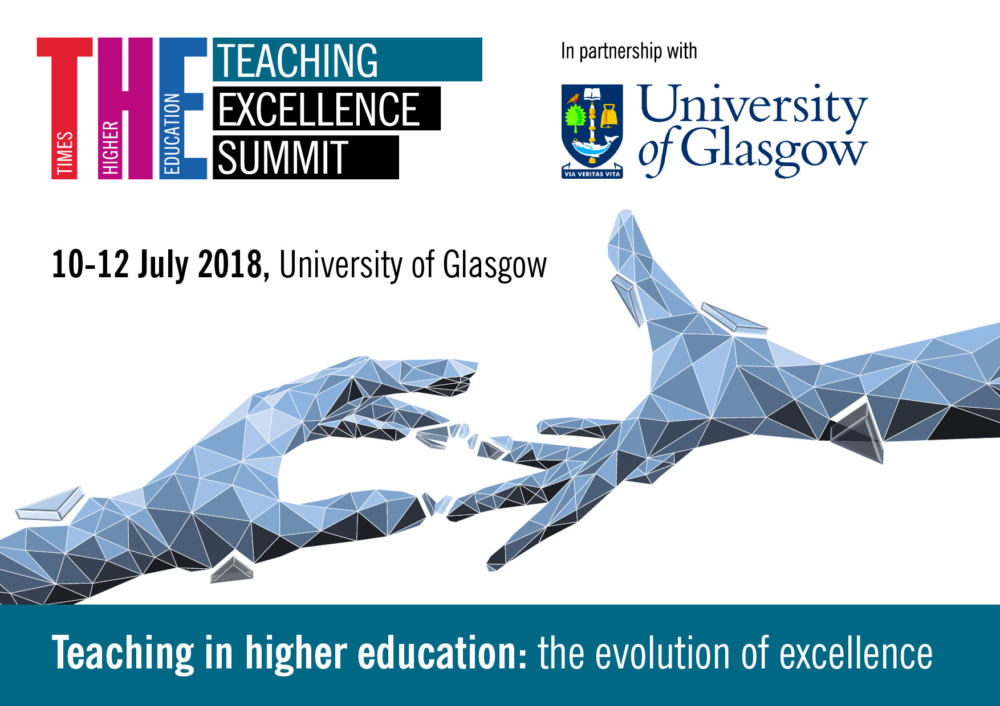 THE
TIMES
HIGHER
EDUCATION
TEACHING
EXCELLENCE
SUMMIT
In partnership with
University
of Glasgow
VIA VERITAS VITA
10-12 July 2018, University of Glasgow
Teaching in higher education: the evolution of excellence